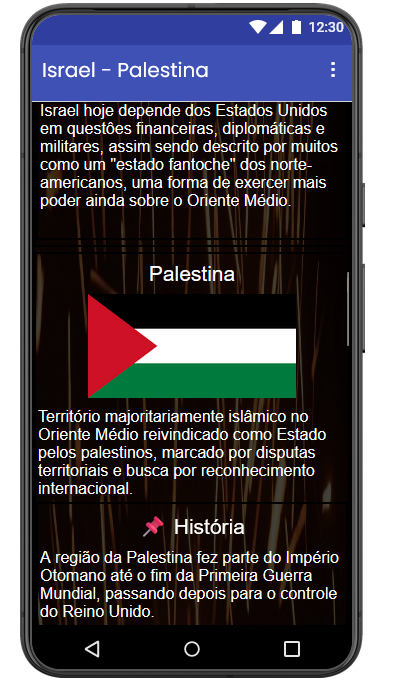 12:30
Israel - Palestina
Israel hoje depende dos Estados Unidos
em questões financeiras, diplomáticas e
militares, assim sendo descrito por muitos
como um "estado fantoche" dos norte-
americanos, uma forma de exercer mais
poder ainda sobre o Oriente Médio.
Palestina
Território majoritariamente islâmico no
Oriente Médio reivindicado como Estado
pelos palestinos, marcado por disputas
territoriais e busca por reconhecimento
internacional.
História
A região da Palestina fez parte do Império
Otomano até o fim da Primeira Guerra
Mundial, passando depois para o controle
do Reino Unido.